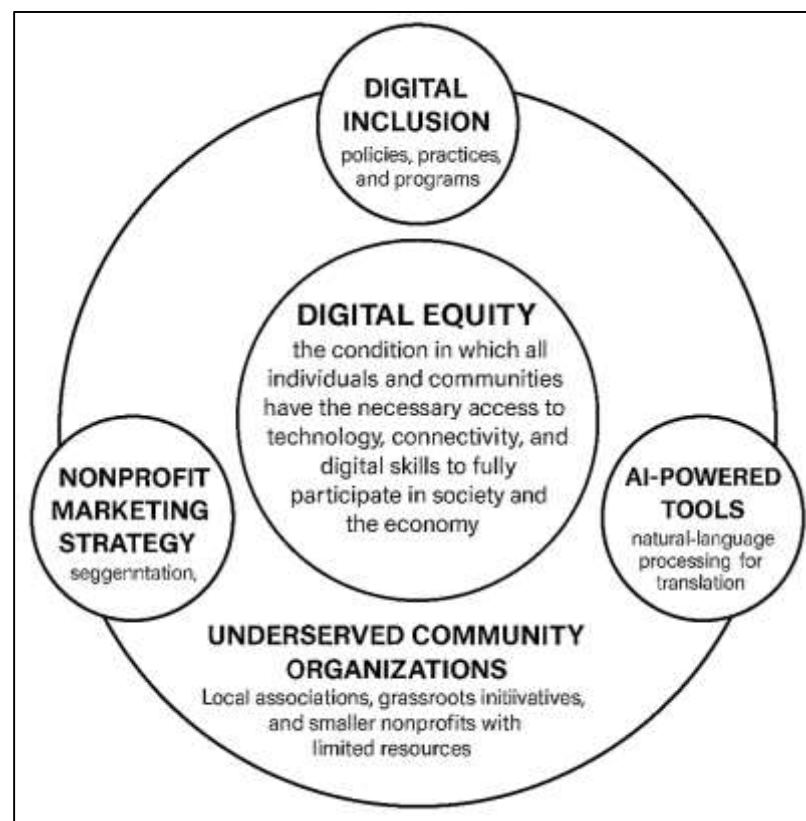 DIGITAL
INCLUSION
policies, practices,
and programs
DIGITAL EQUITY
the condition in which all
individuals and communities
have the necessary access to
technology, connectivity, and
digital skills to fully
participate in society and
the economy
NONPROFIT
MARKETING
STRATEGY
seggenntation,
AI-POWERED
TOOLS
natural-language
processing for
translation
UNDERSERVED COMMUNITY
ORGANIZATIONS
Local associations, grassroots initiivatives,
and smaller nonprofits with
limited resources